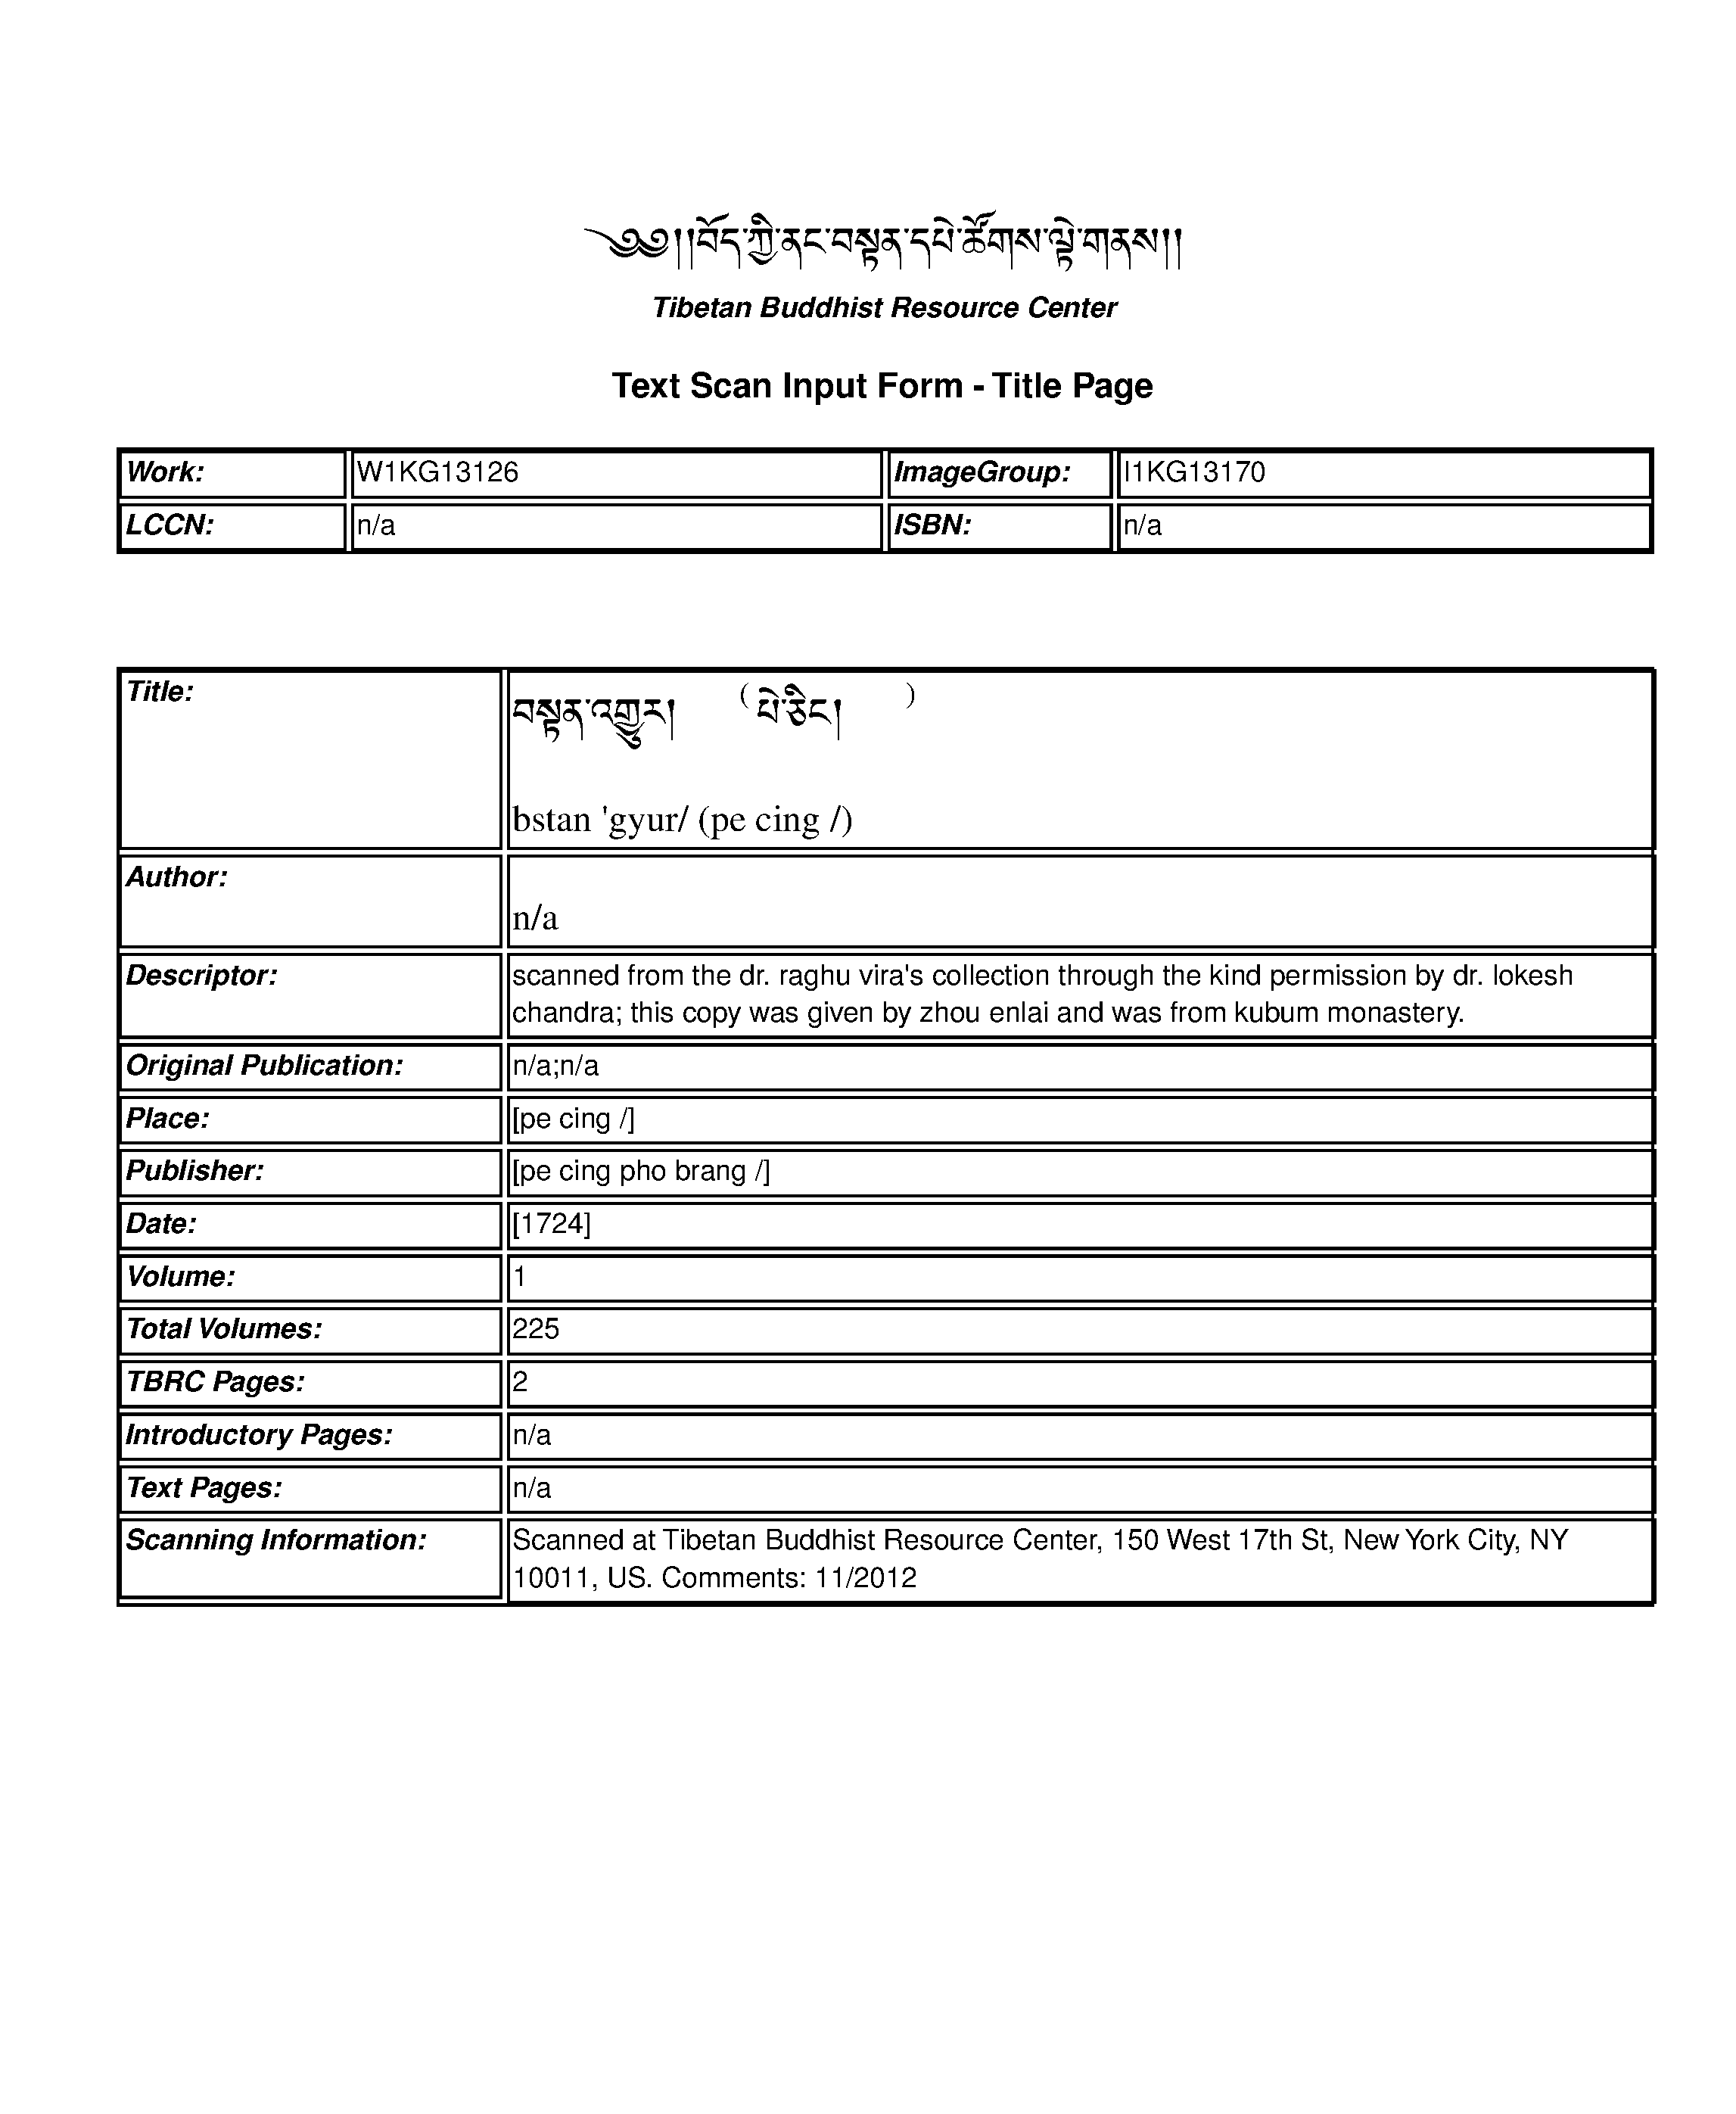 ༄༅།།བོད་ཀྱི་ནང་བསྟན་དཔེ་ཚོགས་ལྟེ་གནས།།
Tibetan Buddhist Resource Center
Text Scan Input Form - Title Page
Work: W1KG13126 ImageGroup: I1KG13170
LCCN: n/a ISBN: n/a
Title: བསྟན་འགྱུར། (པེ་ཅིང། )
bstan 'gyur/ (pe cing /)
Author:
n/a
Descriptor: scanned from the dr. raghu vira's collection through the kind permission by dr. lokesh
chandra; this copy was given by zhou enlai and was from kubum monastery.
Original Publication: n/a;n/a
Place: [pe cing /]
Publisher: [pe cing pho brang /]
Date: [1724]
Volume: 1
Total Volumes: 225
TBRC Pages: 2
Introductory Pages: n/a
Text Pages: n/a
Scanning Information: Scanned at Tibetan Buddhist Resource Center, 150 West 17th St, New York City, NY
10011, US. Comments: 11/2012